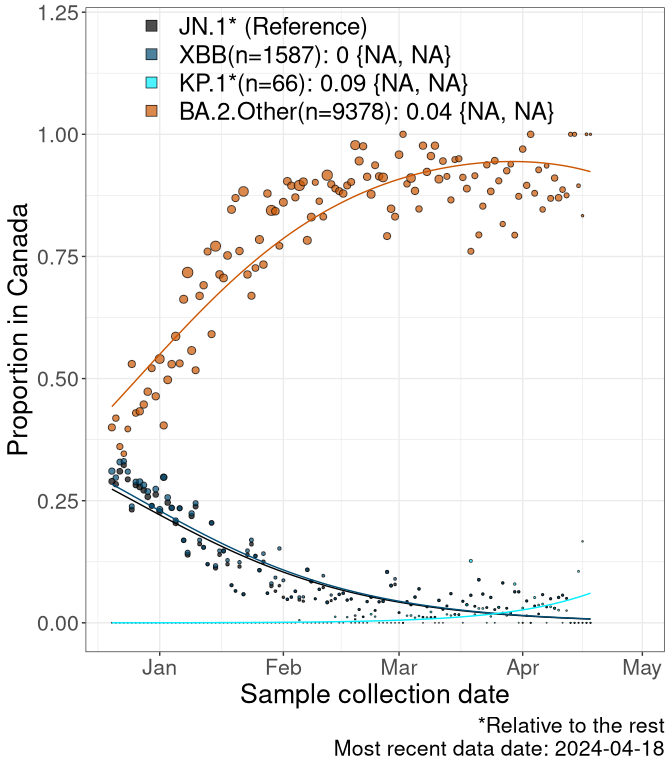 JN.1* (Reference)
XBB(n=1587): 0 {NA, NA}
KP.1*(n=66): 0.09 {NA, NA}
BA.2.Other(n=9378): 0.04 {NA, NA}
1.25
1.00
0.75
0.50
0.25
0.00
Proportion in Canada
Jan Feb Mar Apr May
Sample collection date
*Relative to the rest
Most recent data date: 2024-04-18